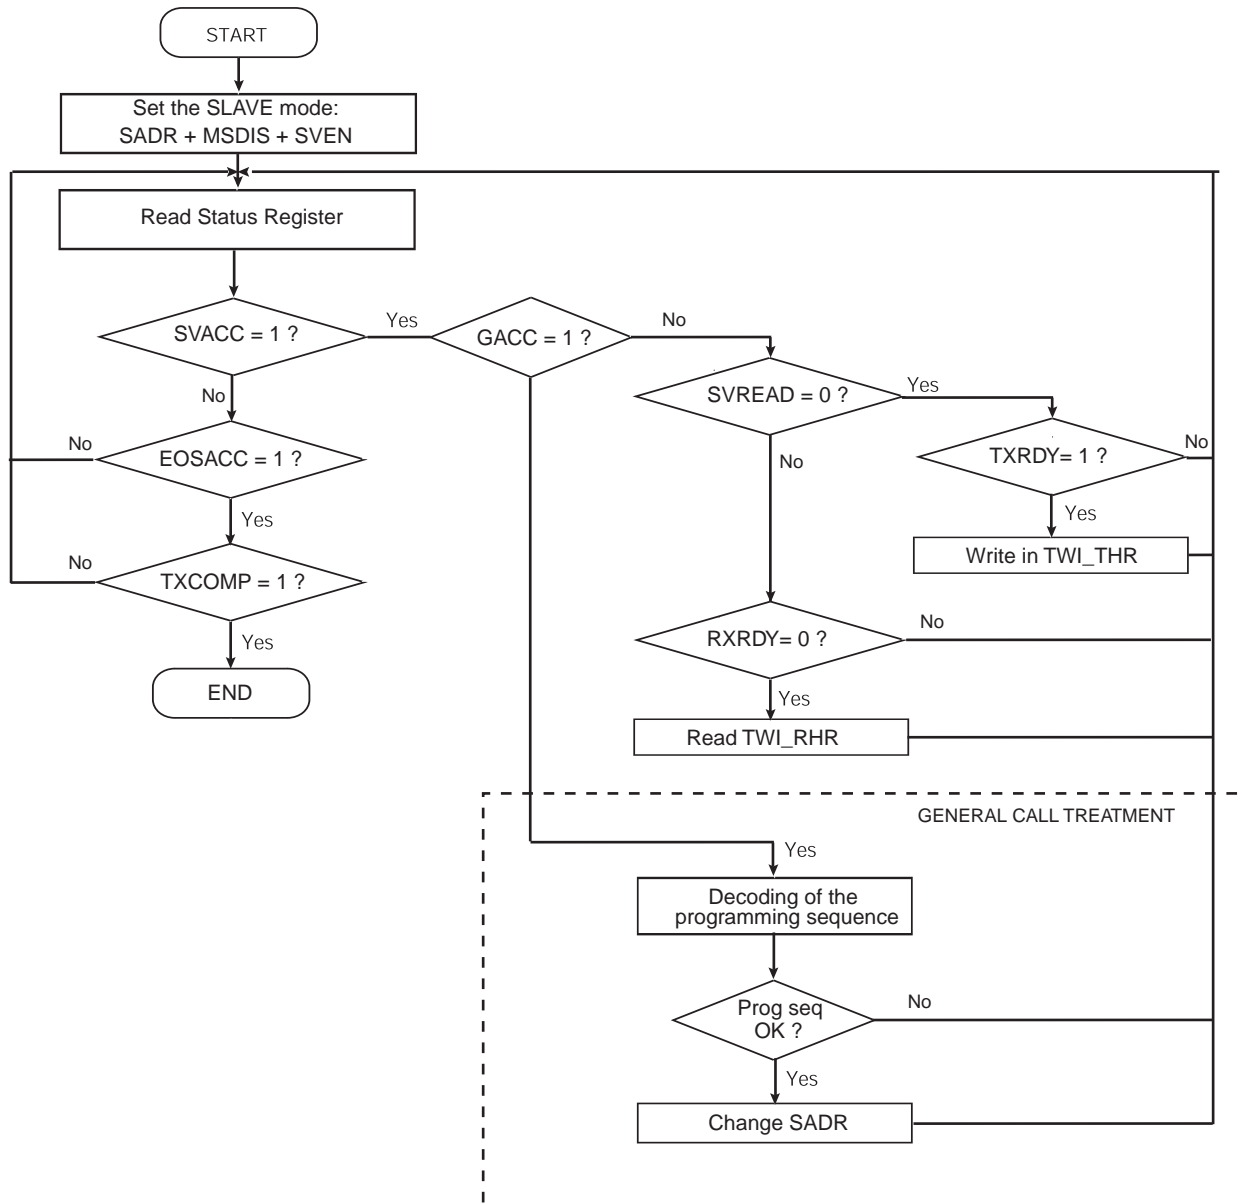 START
Set the SLAVE mode:
SADR + MSDIS + SVEN
Read Status Register
SVACC = 1 ?
Yes
GACC = 1 ?
No
SVREAD = 0 ?
Yes
No
EOSACC = 1 ?
No
No
TXRDY= 1 ?
No
Yes
Yes
Write in TWI_THR
TXCOMP = 1 ?
No
Yes
RXRDY= 0 ?
No
END
Yes
Read TWI_RHR
GENERAL CALL TREATMENT
Yes
Decoding of the
programming sequence
Prog seq
OK ?
No
Yes
Change SADR